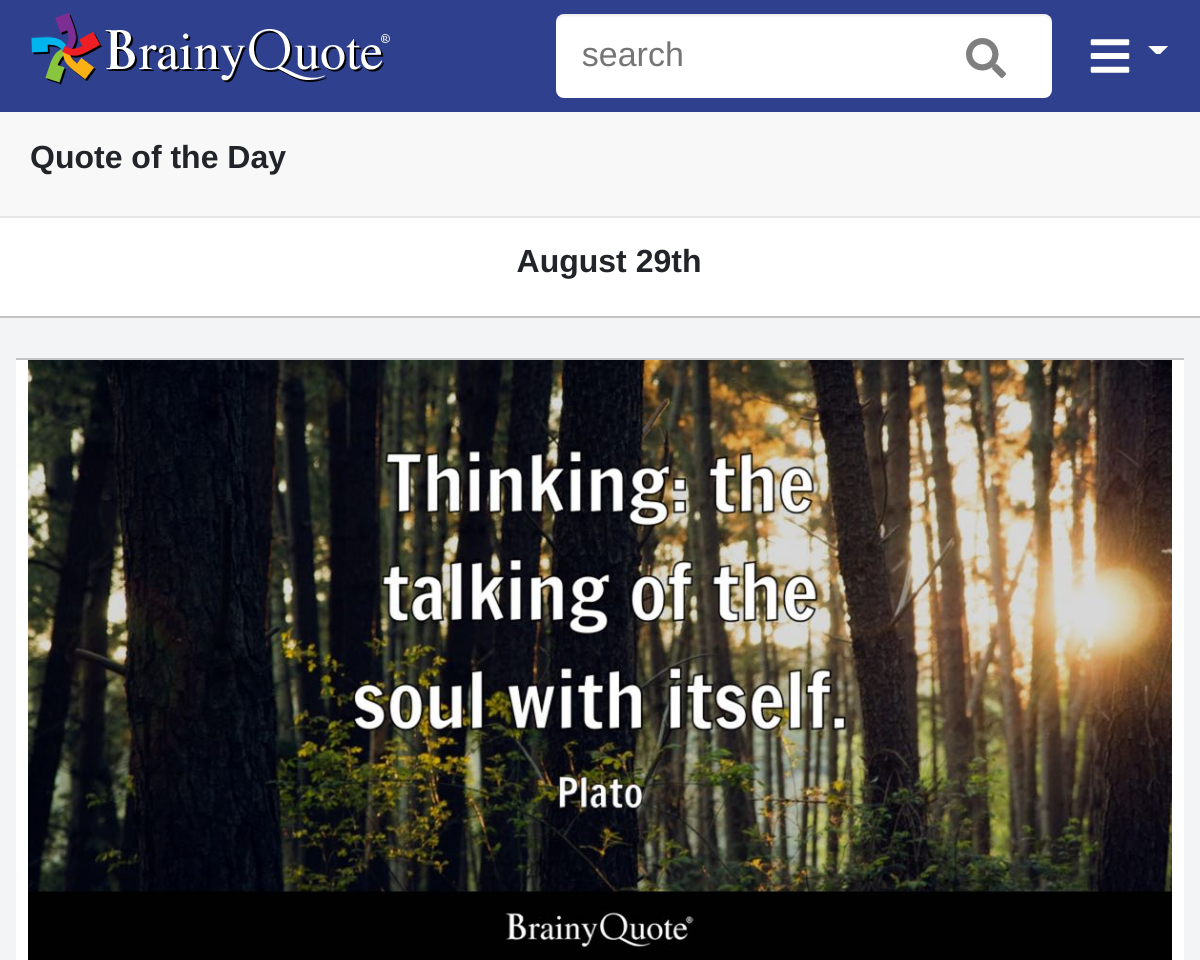 BrainyQuote®
search
Quote of the Day
August 29th
Thinking: the
talking of the
soul with itself.
Plato
BrainyQuote®